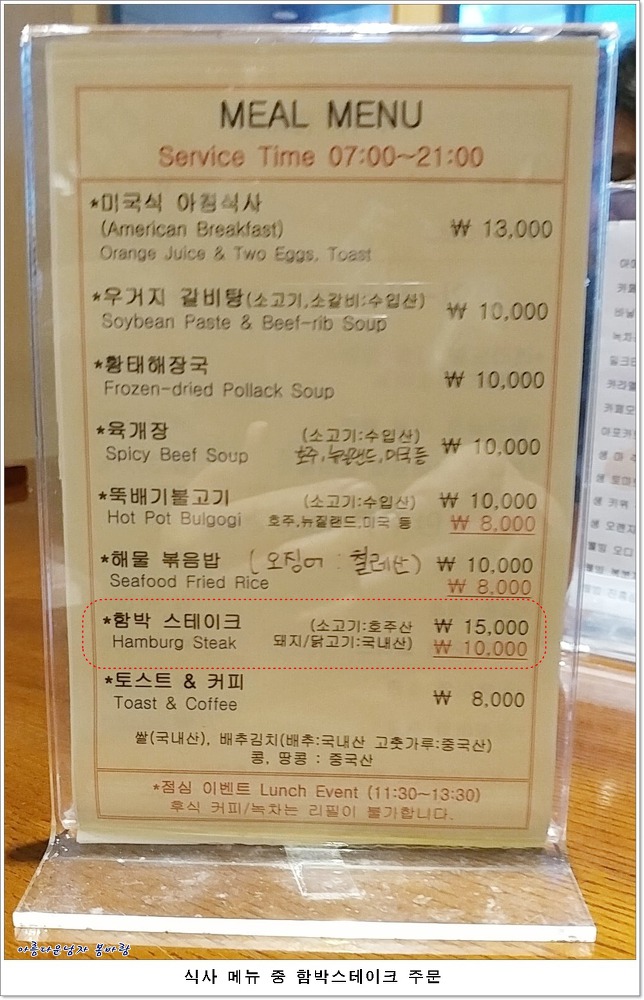 MEAL MENU
Service Time 07:00~21:00
*미국식 아침식사
(American Breakfast) ₩ 13,000
Orange Juice & Two Eggs, Toast
*우거지 갈비탕(소고기,소갈비:수입산) ₩ 10,000
Soybean Paste & Beef-rib Soup
*황태해장국 ₩ 10,000
Frozen-dried Pollack Soup
*육개장 (소고기:수입산) ₩ 10,000
Spicy Beef Soup 호주,뉴질랜드,미국 등
*뚝배기불고기 (소고기:수입산) ₩ 10,000
Hot Pot Bulgogi 호주,뉴질랜드,미국 등 ₩ 8,000
*해물 볶음밥 (오징어 : 칠레산) ₩ 10,000
Seafood Fried Rice ₩ 8,000
*함박 스테이크 (소고기:호주산 ₩ 15,000
Hamburg Steak 돼지/닭고기:국내산) ₩ 10,000
*토스트 & 커피
Toast & Coffee ₩ 8,000
쌀(국내산), 배추김치(배추:국내산 고춧가루:중국산)
콩, 땅콩 : 중국산
*점심 이벤트 Lunch Event (11:30~13:30)
후식 커피/녹차는 리필이 불가합니다.
아름다운남자 봄바람
식사 메뉴 중 함박스테이크 주문